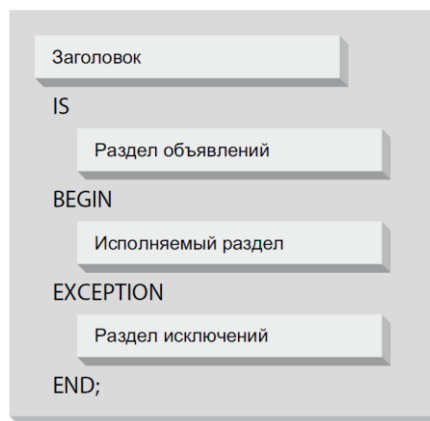 Заголовок
IS
Раздел объявлений
BEGIN
Исполняемый раздел
EXCEPTION
Раздел исключений
END;